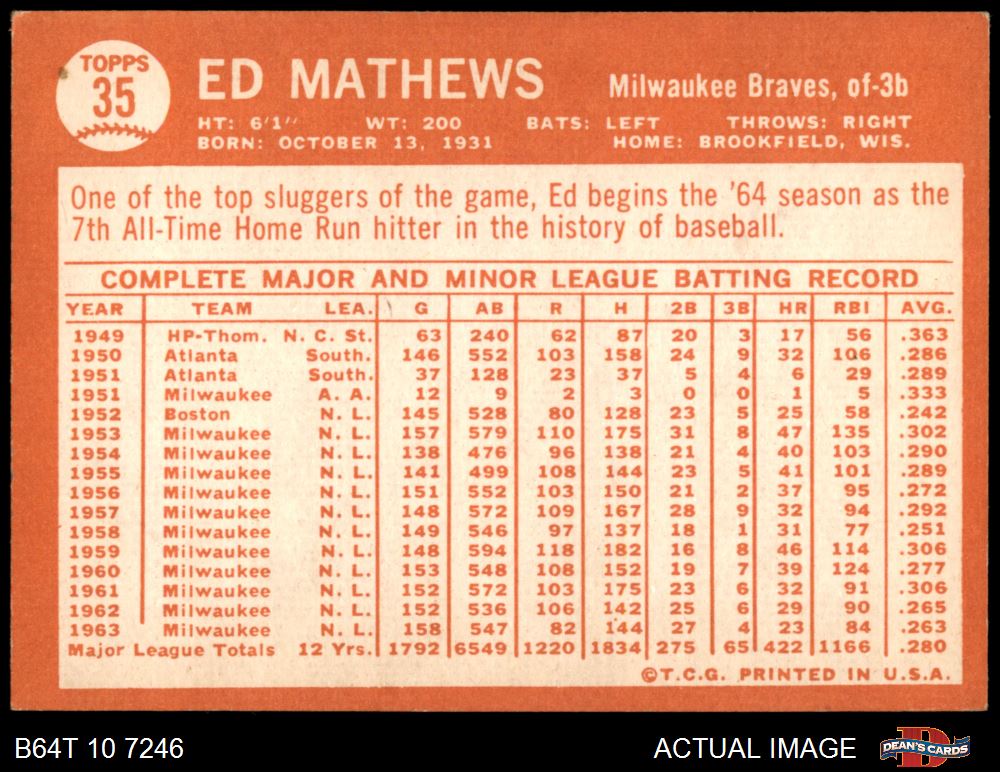 TOPPS
35
ED MATHEWS
Milwaukee Braves, of-3b
HT: 6'1" WT: 200 BATS: LEFT THROWS: RIGHT
BORN: OCTOBER 13, 1931 HOME: BROOKFIELD, WIS.
One of the top sluggers of the game, Ed begins the '64 season as the
7th All-Time Home Run hitter in the history of baseball.
COMPLETE MAJOR AND MINOR LEAGUE BATTING RECORD
YEAR TEAM LEA. G AB R H 2B 3B HR RBI AVG.
1949 HP-Thom. N. C. St. 63 240 62 87 20 3 17 56 .363
1950 Atlanta South. 146 552 103 158 24 9 32 106 .286
1951 Atlanta South. 37 128 23 37 5 4 6 29 .289
1951 Milwaukee A. A. 12 9 2 3 0 0 1 5 .333
1952 Boston N. L. 145 528 80 128 23 5 25 58 .242
1953 Milwaukee N. L. 157 579 110 175 31 8 47 135 .302
1954 Milwaukee N. L. 138 476 96 138 21 4 40 103 .290
1955 Milwaukee N. L. 141 499 108 144 23 5 41 101 .289
1956 Milwaukee N. L. 151 552 103 150 21 2 37 95 .272
1957 Milwaukee N. L. 148 572 109 167 28 9 32 94 .292
1958 Milwaukee N. L. 149 546 97 137 18 1 31 77 .251
1959 Milwaukee N. L. 148 594 118 182 16 8 46 114 .306
1960 Milwaukee N. L. 153 548 108 152 19 7 39 124 .277
1961 Milwaukee N. L. 152 572 103 175 23 6 32 91 .306
1962 Milwaukee N. L. 152 536 106 142 25 6 29 90 .265
1963 Milwaukee N. L. 158 547 82 144 27 4 23 84 .263
Major League Totals 12 Yrs. 1792 6549 1220 1834 275 65 422 1166 .280
©T.C.G. PRINTED IN U.S.A.
B64T 10 7246
ACTUAL IMAGE
D
DEAN'S CARDS